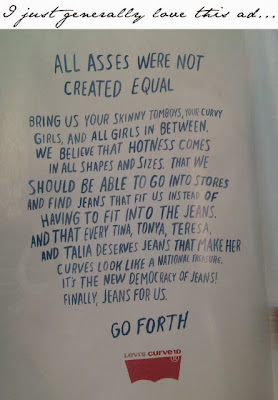 I just generally love this ad...
ALL ASSES WERE NOT
CREATED EQUAL
BRING US YOUR SKINNY TOMBOYS, YOUR CURVY
GIRLS, AND ALL GIRLS IN BETWEEN.
WE BELIEVE THAT HOTNESS COMES
IN ALL SHAPES AND SIZES. THAT WE
SHOULD BE ABLE TO GO INTO STORES
AND FIND JEANS THAT FIT US INSTEAD OF
HAVING TO FIT INTO THE JEANS.
AND THAT EVERY TINA, TONYA, TERESA,
AND TALIA DESERVES JEANS THAT MAKE HER
CURVES LOOK LIKE A NATIONAL TREASURE.
IT'S THE NEW DEMOCRACY OF JEANS!
FINALLY, JEANS FOR US.
GO FORTH
Levi's curve ID
ID